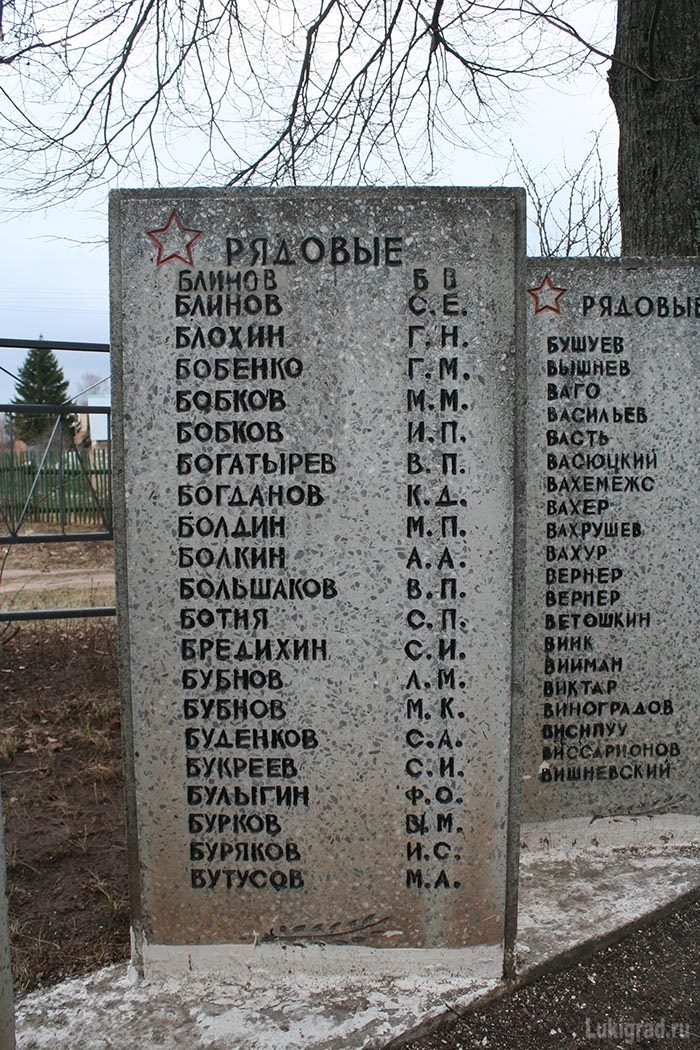 РЯДОВЫЕ
БЛИНОВ Б В
БЛИНОВ С.Е.
БЛОХИН Г.Н.
БОБЕНКО Г.М.
БОБКОВ М.М.
БОБКОВ И.П.
БОГАТЫРЕВ В.П.
БОГДАНОВ К.Д.
БОЛДИН М.П.
БОЛКИН А.А.
БОЛЬШАКОВ В.П.
БОТНЯ С.П.
БРЕДИХИН С.И.
БУБНОВ Л.М.
БУБНОВ М.К.
БУДЕНКОВ С.А.
БУКРЕЕВ С.И.
БУЛЫГИН Ф.О.
БУРКОВ В.М.
БУРЯКОВ И.С.
БУТУСОВ М.А.
РЯДОВЫЕ
БУШУЕВ
ВЫШНЕВ
ВАГО
ВАСИЛЬЕВ
ВАСТЬ
ВАСЮЦКИЙ
ВАХЕМЕЖС
ВАХЕР
ВАХРУШЕВ
ВАХУР
ВЕРНЕР
ВЕРНЕР
ВЕТОШКИН
ВИИК
ВИЙМАН
ВИКТАР
ВИНОГРАДОВ
ВИСНПУУ
ВИССАРИОНОВ
ВИШНЕВСКИЙ
Lukigrad.ru